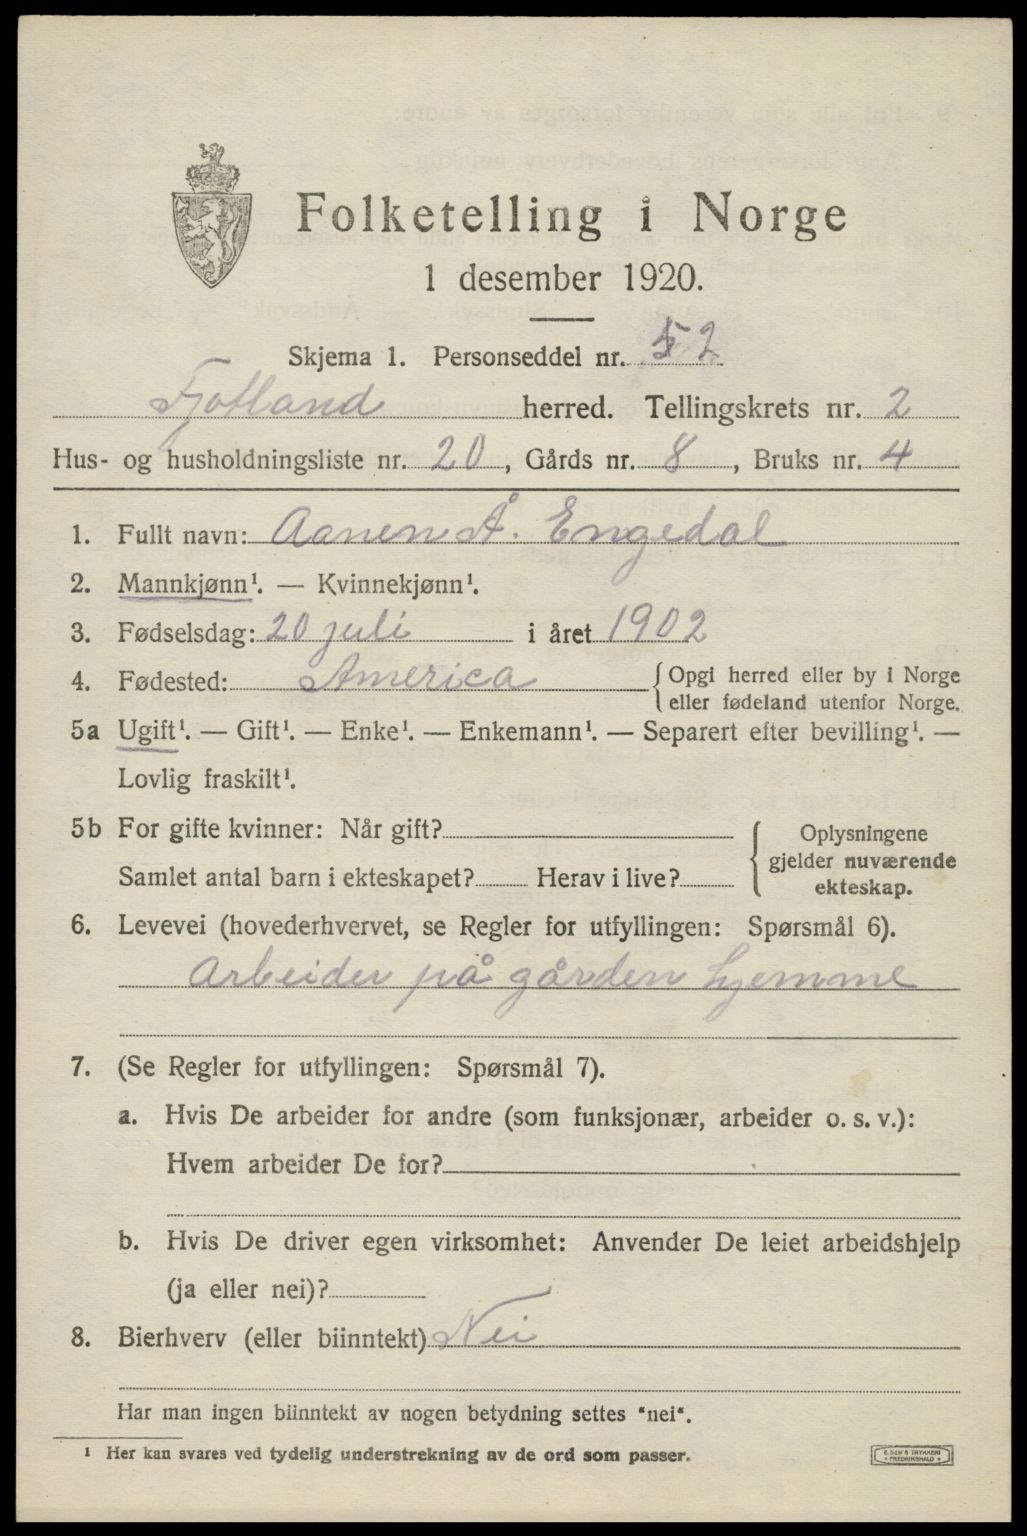 Folketelling i Norge
1 desember 1920.
Skjema 1. Personseddel nr. 52
Fjotland herred. Tellingskrets nr. 2
Hus- og husholdningsliste nr. 20, Gårds nr. 8, Bruks nr. 4
1. Fullt navn: Aanen Å. Engedal
2. Mannkjønn¹. — Kvinnekjønn¹.
3. Fødselsdag: 20 juli i året 1902
4. Fødested: America { Opgi herred eller by i Norge
eller fødeland utenfor Norge.
5a Ugift¹. — Gift¹. — Enke¹. — Enkemann¹. — Separert efter bevilling¹. —
Lovlig fraskilt¹.
5b For gifte kvinner: Når gift?
Samlet antal barn i ekteskapet? Herav i live?
{ Oplysningene
gjelder nuværende
ekteskap.
6. Levevei (hovederhvervet, se Regler for utfyllingen: Spørsmål 6).
Arbeider på gården hjemme
7. (Se Regler for utfyllingen: Spørsmål 7).
a. Hvis De arbeider for andre (som funksjonær, arbeider o. s. v.):
Hvem arbeider De for?
b. Hvis De driver egen virksomhet: Anvender De leiet arbeidshjelp
(ja eller nei)?
8. Bierhverv (eller biinntekt) Nei
Har man ingen biinntekt av nogen betydning settes "nei".
¹ Her kan svares ved tydelig understrekning av de ord som passer.
E. SEM'S TRYKKERI
• FREDRIKSHALD •